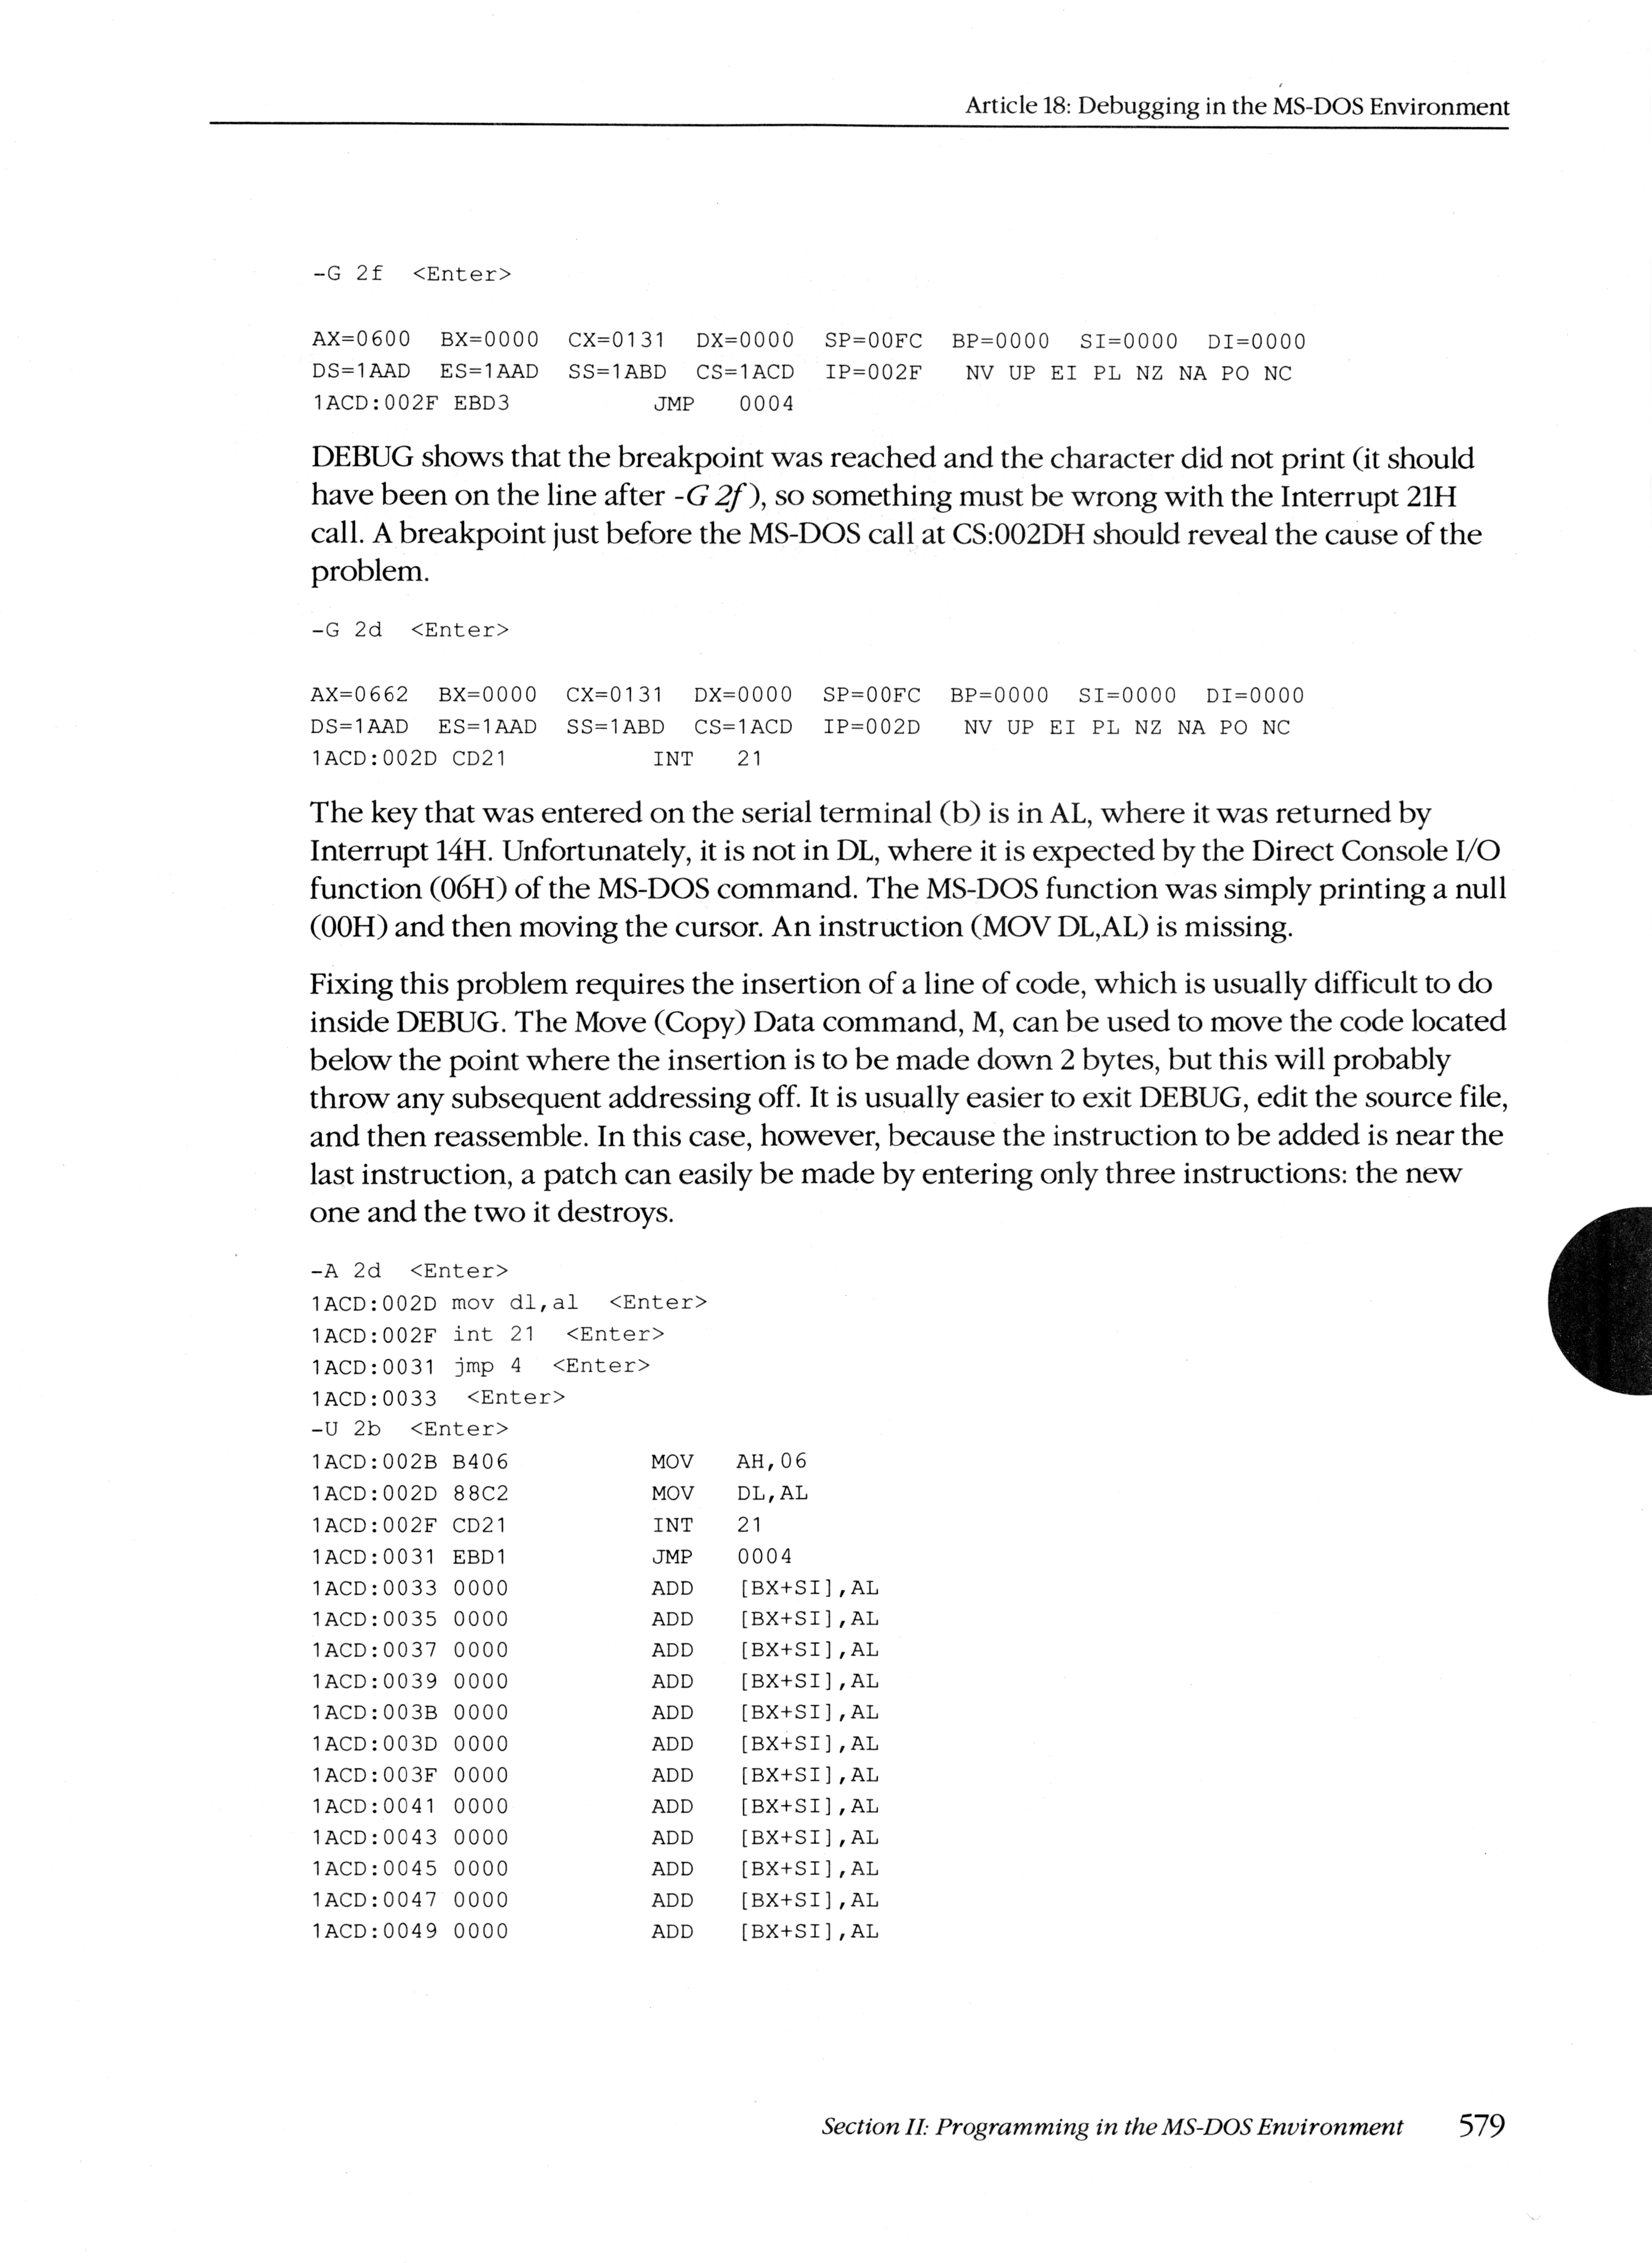 Article 18: Debugging in the MS-DOS Environment
-G 2f <Enter>
AX=0600 BX=0000 CX=0131 DX=0000 SP=00FC BP=0000 SI=0000 DI=0000
DS=1AAD ES=1AAD SS=1ABD CS=1ACD IP=002F NV UP EI PL NZ NA PO NC
1ACD:002F EBD3 JMP 0004
DEBUG shows that the breakpoint was reached and the character did not print (it should
have been on the line after -G 2f), so something must be wrong with the Interrupt 21H
call. A breakpoint just before the MS-DOS call at CS:002DH should reveal the cause of the
problem.
-G 2d <Enter>
AX=0662 BX=0000 CX=0131 DX=0000 SP=00FC BP=0000 SI=0000 DI=0000
DS=1AAD ES=1AAD SS=1ABD CS=1ACD IP=002D NV UP EI PL NZ NA PO NC
1ACD:002D CD21 INT 21
The key that was entered on the serial terminal (b) is in AL, where it was returned by
Interrupt 14H. Unfortunately, it is not in DL, where it is expected by the Direct Console I/O
function (06H) of the MS-DOS command. The MS-DOS function was simply printing a null
(00H) and then moving the cursor. An instruction (MOV DL,AL) is missing.
Fixing this problem requires the insertion of a line of code, which is usually difficult to do
inside DEBUG. The Move (Copy) Data command, M, can be used to move the code located
below the point where the insertion is to be made down 2 bytes, but this will probably
throw any subsequent addressing off. It is usually easier to exit DEBUG, edit the source file,
and then reassemble. In this case, however, because the instruction to be added is near the
last instruction, a patch can easily be made by entering only three instructions: the new
one and the two it destroys.
-A 2d <Enter>
1ACD:002D mov dl,al <Enter>
1ACD:002F int 21 <Enter>
1ACD:0031 jmp 4 <Enter>
1ACD:0033 <Enter>
-U 2b <Enter>
1ACD:002B B406 MOV AH,06
1ACD:002D 88C2 MOV DL,AL
1ACD:002F CD21 INT 21
1ACD:0031 EBD1 JMP 0004
1ACD:0033 0000 ADD [BX+SI],AL
1ACD:0035 0000 ADD [BX+SI],AL
1ACD:0037 0000 ADD [BX+SI],AL
1ACD:0039 0000 ADD [BX+SI],AL
1ACD:003B 0000 ADD [BX+SI],AL
1ACD:003D 0000 ADD [BX+SI],AL
1ACD:003F 0000 ADD [BX+SI],AL
1ACD:0041 0000 ADD [BX+SI],AL
1ACD:0043 0000 ADD [BX+SI],AL
1ACD:0045 0000 ADD [BX+SI],AL
1ACD:0047 0000 ADD [BX+SI],AL
1ACD:0049 0000 ADD [BX+SI],AL
Section II: Programming in the MS-DOS Environment 579